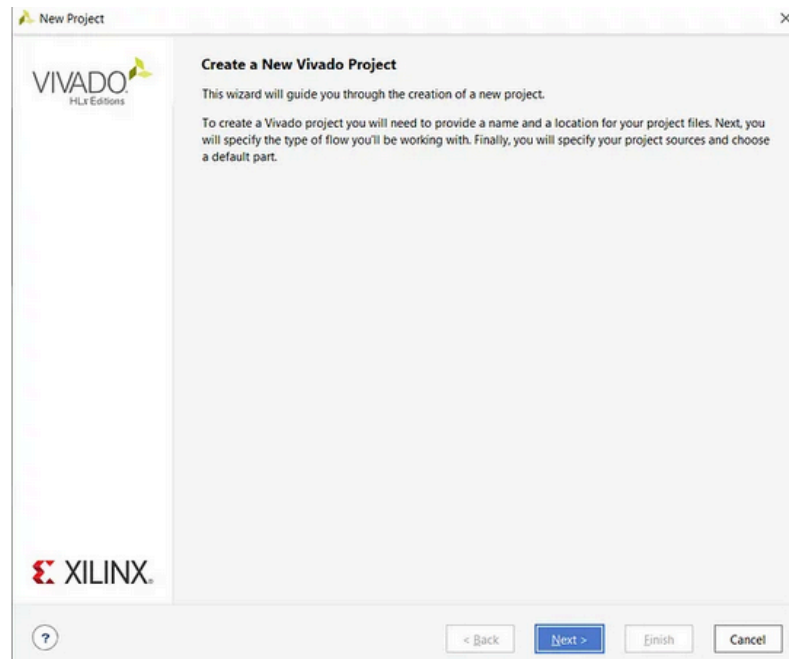 New Project
VIVADO
HLx Editions
Create a New Vivado Project
This wizard will guide you through the creation of a new project.
To create a Vivado project you will need to provide a name and a location for your project files. Next, you
will specify the type of flow you'll be working with. Finally, you will specify your project sources and choose
a default part.
XILINX.
?
< Back
Next >
Finish
Cancel